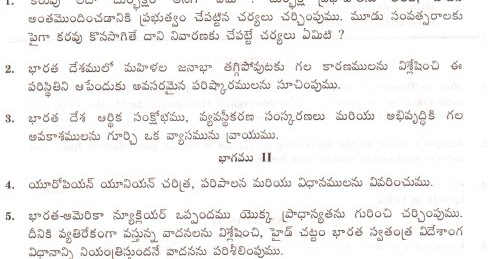 అంతమొందించడానికి ప్రభుత్వం చేపట్టిన చర్యలు చర్చింపుము. మూడు సంవత్సరాలకు
పైగా కరవు కొనసాగితే దాని నివారణకు చేపట్టే చర్యలు ఏమిటి ?
2. భారత దేశములో మహిళల జనాభా తగ్గిపోవుటకు గల కారణములను విశ్లేషించి ఈ
పరిస్థితిని ఆపేందుకు అవసరమైన పరిష్కారములను సూచింపుము.
3. భారత దేశ ఆర్థిక సంక్షోభము, వ్యవస్థీకరణ సంస్కరణలు మరియు అభివృద్ధికి గల
అవకాశములను గూర్చి ఒక వ్యాసమును వ్రాయుము.
భాగము II
4. యూరోపియన్ యూనియన్ చరిత్ర, పరిపాలన మరియు విధానములను వివరించుము.
5. భారత-అమెరికా న్యూక్లియర్ ఒప్పందము యొక్క ప్రాధాన్యతను గురించి చర్చింపుము.
దీనికి వ్యతిరేకంగా వస్తున్న వాదనలను విశ్లేషించి, హైడ్ చట్టం భారత స్వతంత్ర విదేశాంగ
విధానాన్ని నియంత్రిస్తుందనే వాదనను పరిశీలింపుము.